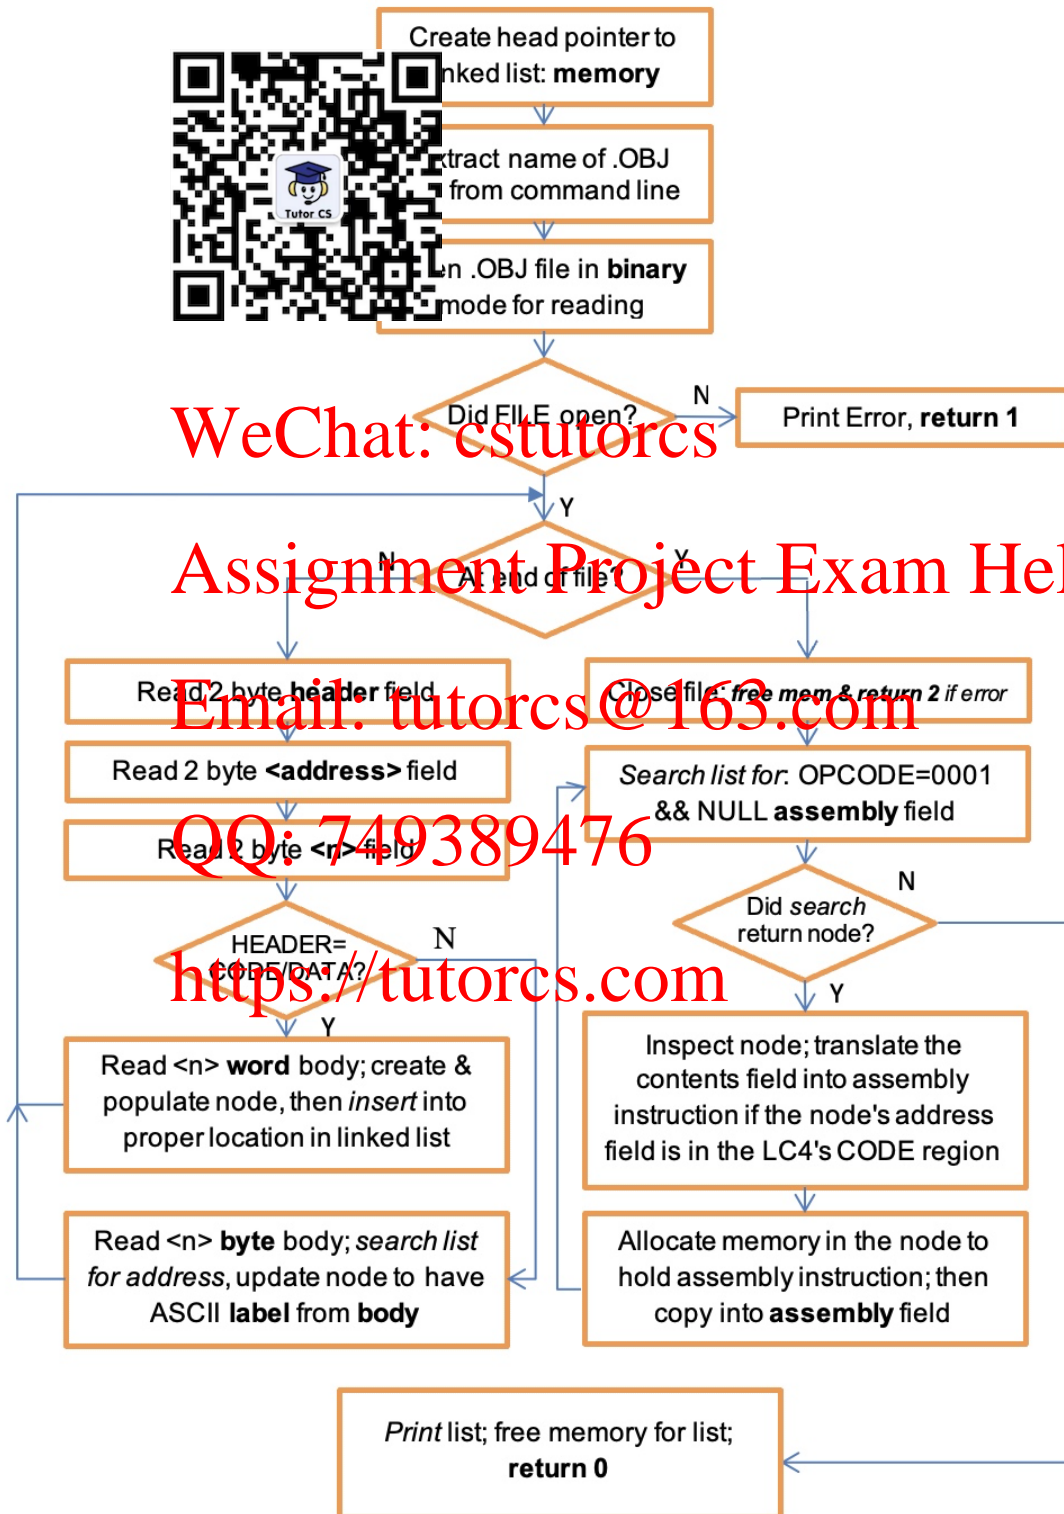 Create head pointer to
nked list: memory
Tutor CS
xtract name of .OBJ
from command line
en .OBJ file in binary
mode for reading
Did FILE open?
N
Print Error, return 1
WeChat: cstutorcs
Y
N
At end of file?
Y
Assignment Project Exam Hel
Read 2 byte header field
Close file: free mem & return 2 if error
Email: tutorcs@163.com
Read 2 byte <address> field
Search list for: OPCODE=0001
&& NULL assembly field
Read 2 byte <n> field
QQ: 749389476
Did search
return node?
N
HEADER=
CODE/DATA?
N
https://tutorcs.com
Y
Y
Read <n> word body; create &
populate node, then insert into
proper location in linked list
Inspect node; translate the
contents field into assembly
instruction if the node's address
field is in the LC4's CODE region
Read <n> byte body; search list
for address, update node to have
ASCII label from body
Allocate memory in the node to
hold assembly instruction; then
copy into assembly field
Print list; free memory for list;
return 0